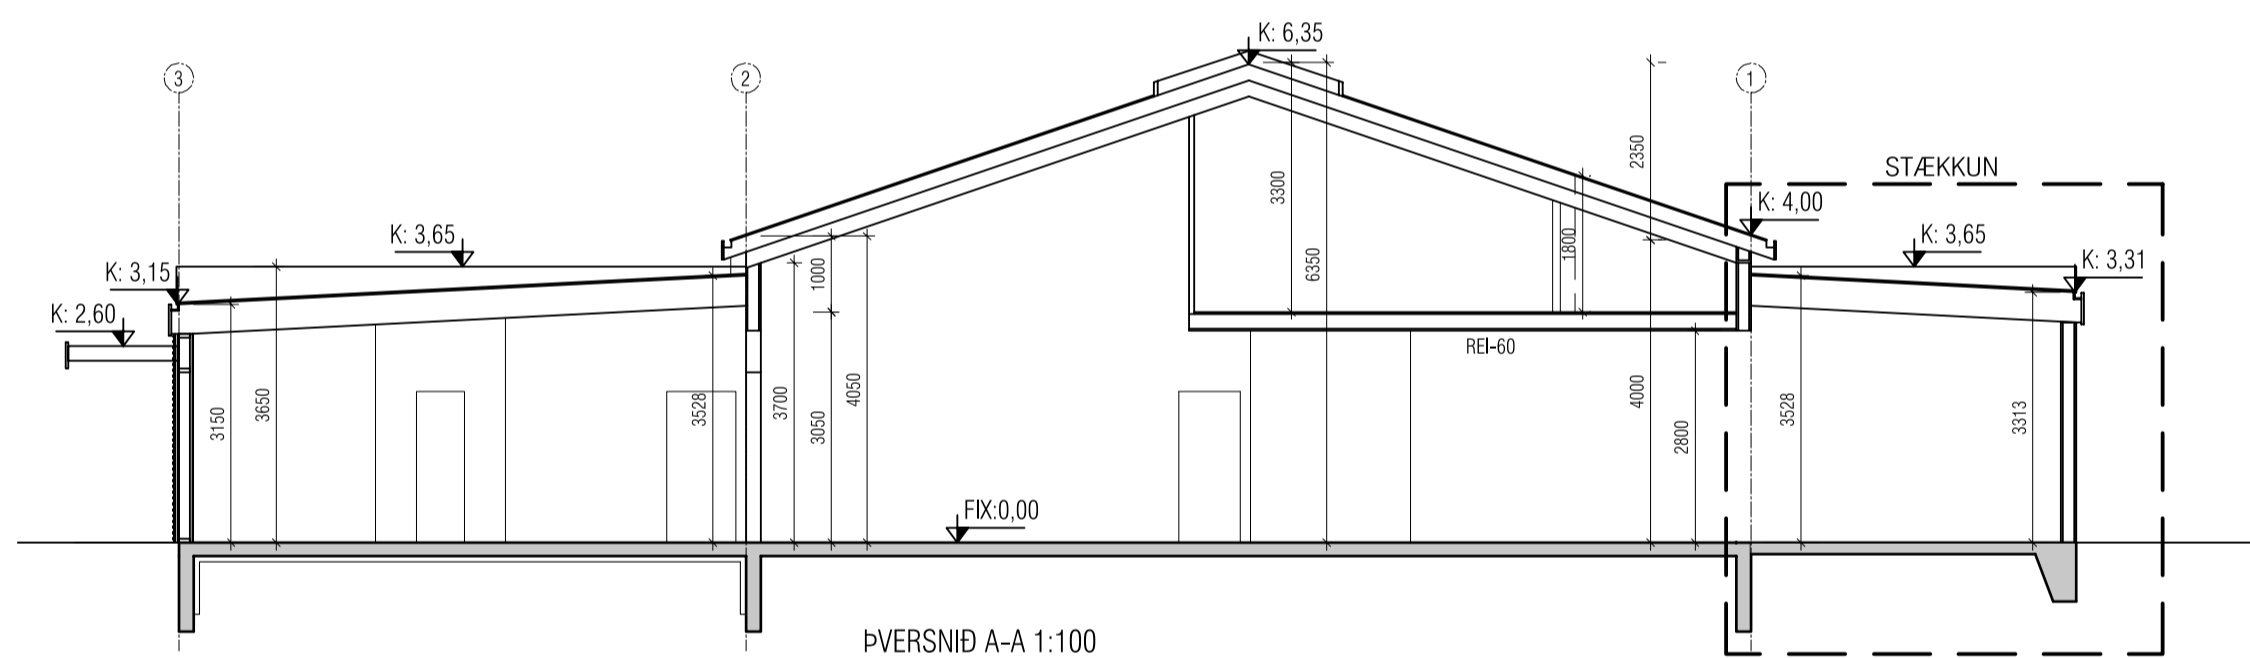 K: 6,35
3
2
1
2350
STÆKKUN
3300
K: 4,00
K: 3,65
K: 3,65
1800
6350
K: 3,15
1000
K: 3,31
K: 2,60
REI-60
3150
3650
3528
3700
3050
4050
4000
2800
3528
3313
FIX:0,00
ÞVERSNIÐ A-A 1:100